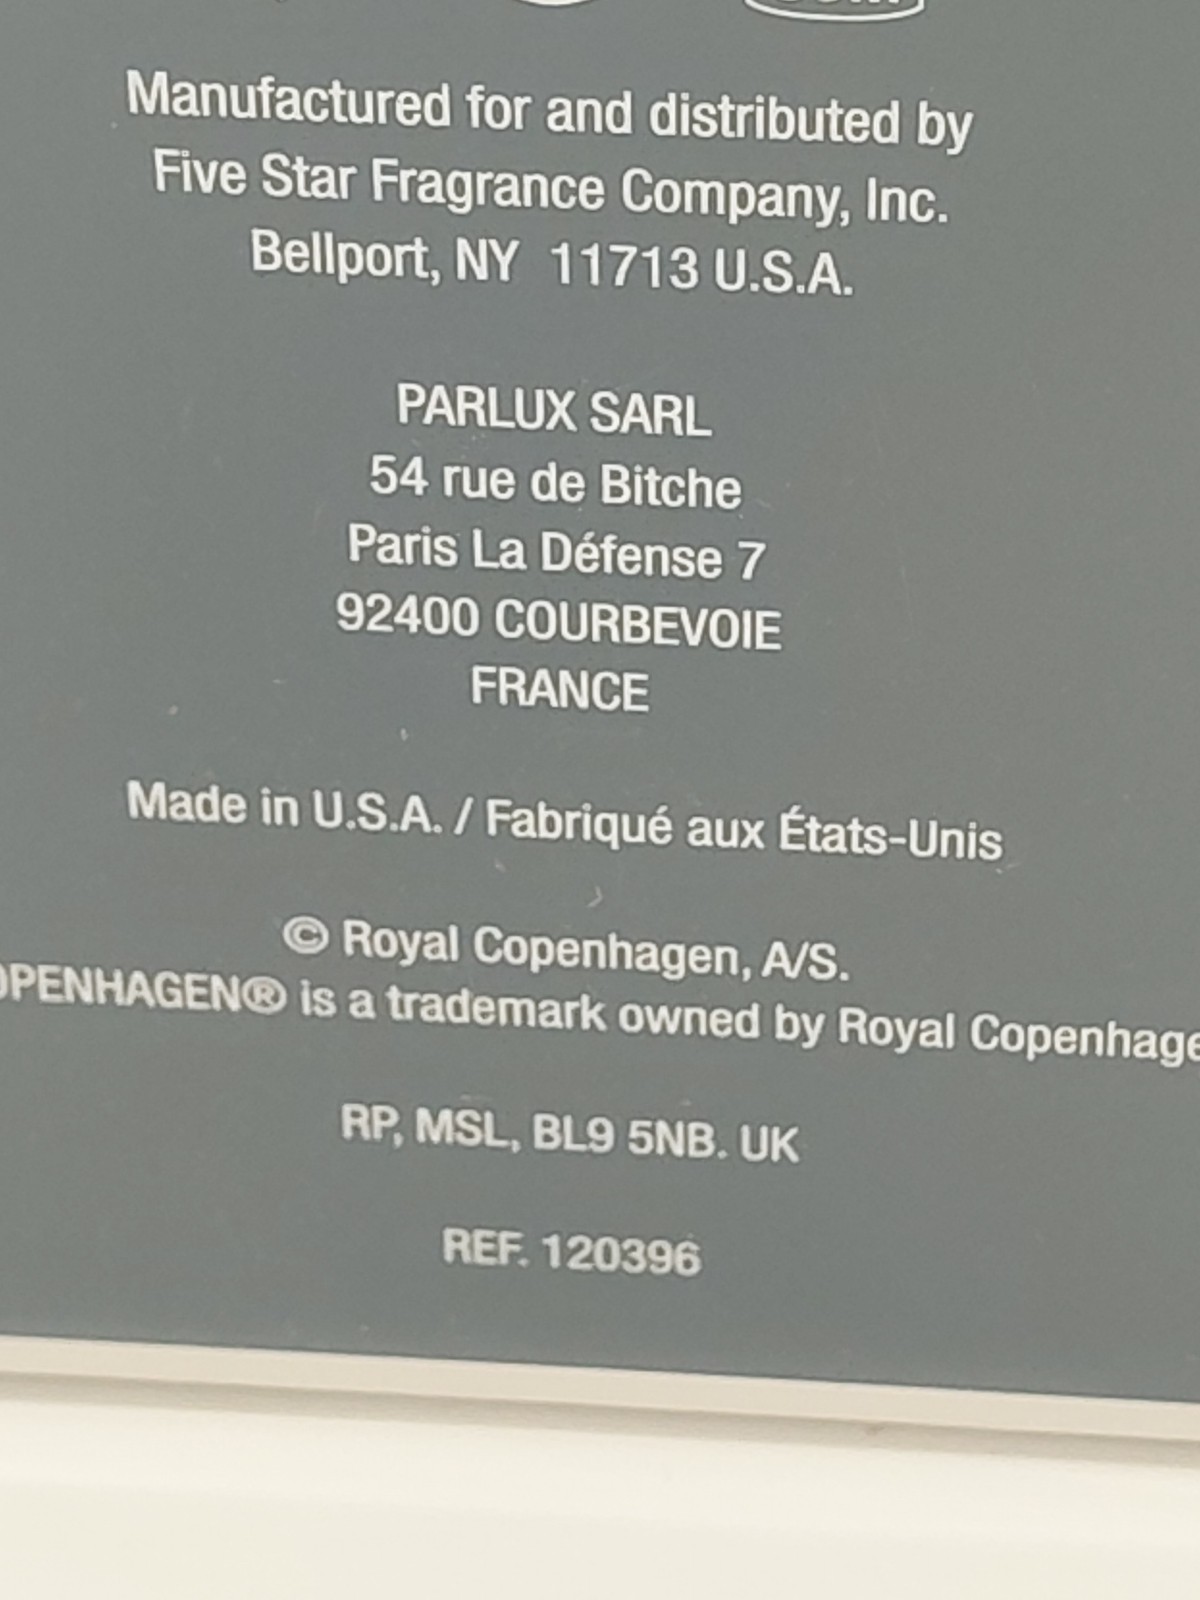 Manufactured for and distributed by
Five Star Fragrance Company, Inc.
Bellport, NY 11713 U.S.A.
PARLUX SARL
54 rue de Bitche
Paris La Défense 7
92400 COURBEVOIE
FRANCE
Made in U.S.A. / Fabriqué aux États-Unis
© Royal Copenhagen, A/S.
OPENHAGEN® is a trademark owned by Royal Copenhage
RP, MSL, BL9 5NB. UK
REF. 120396